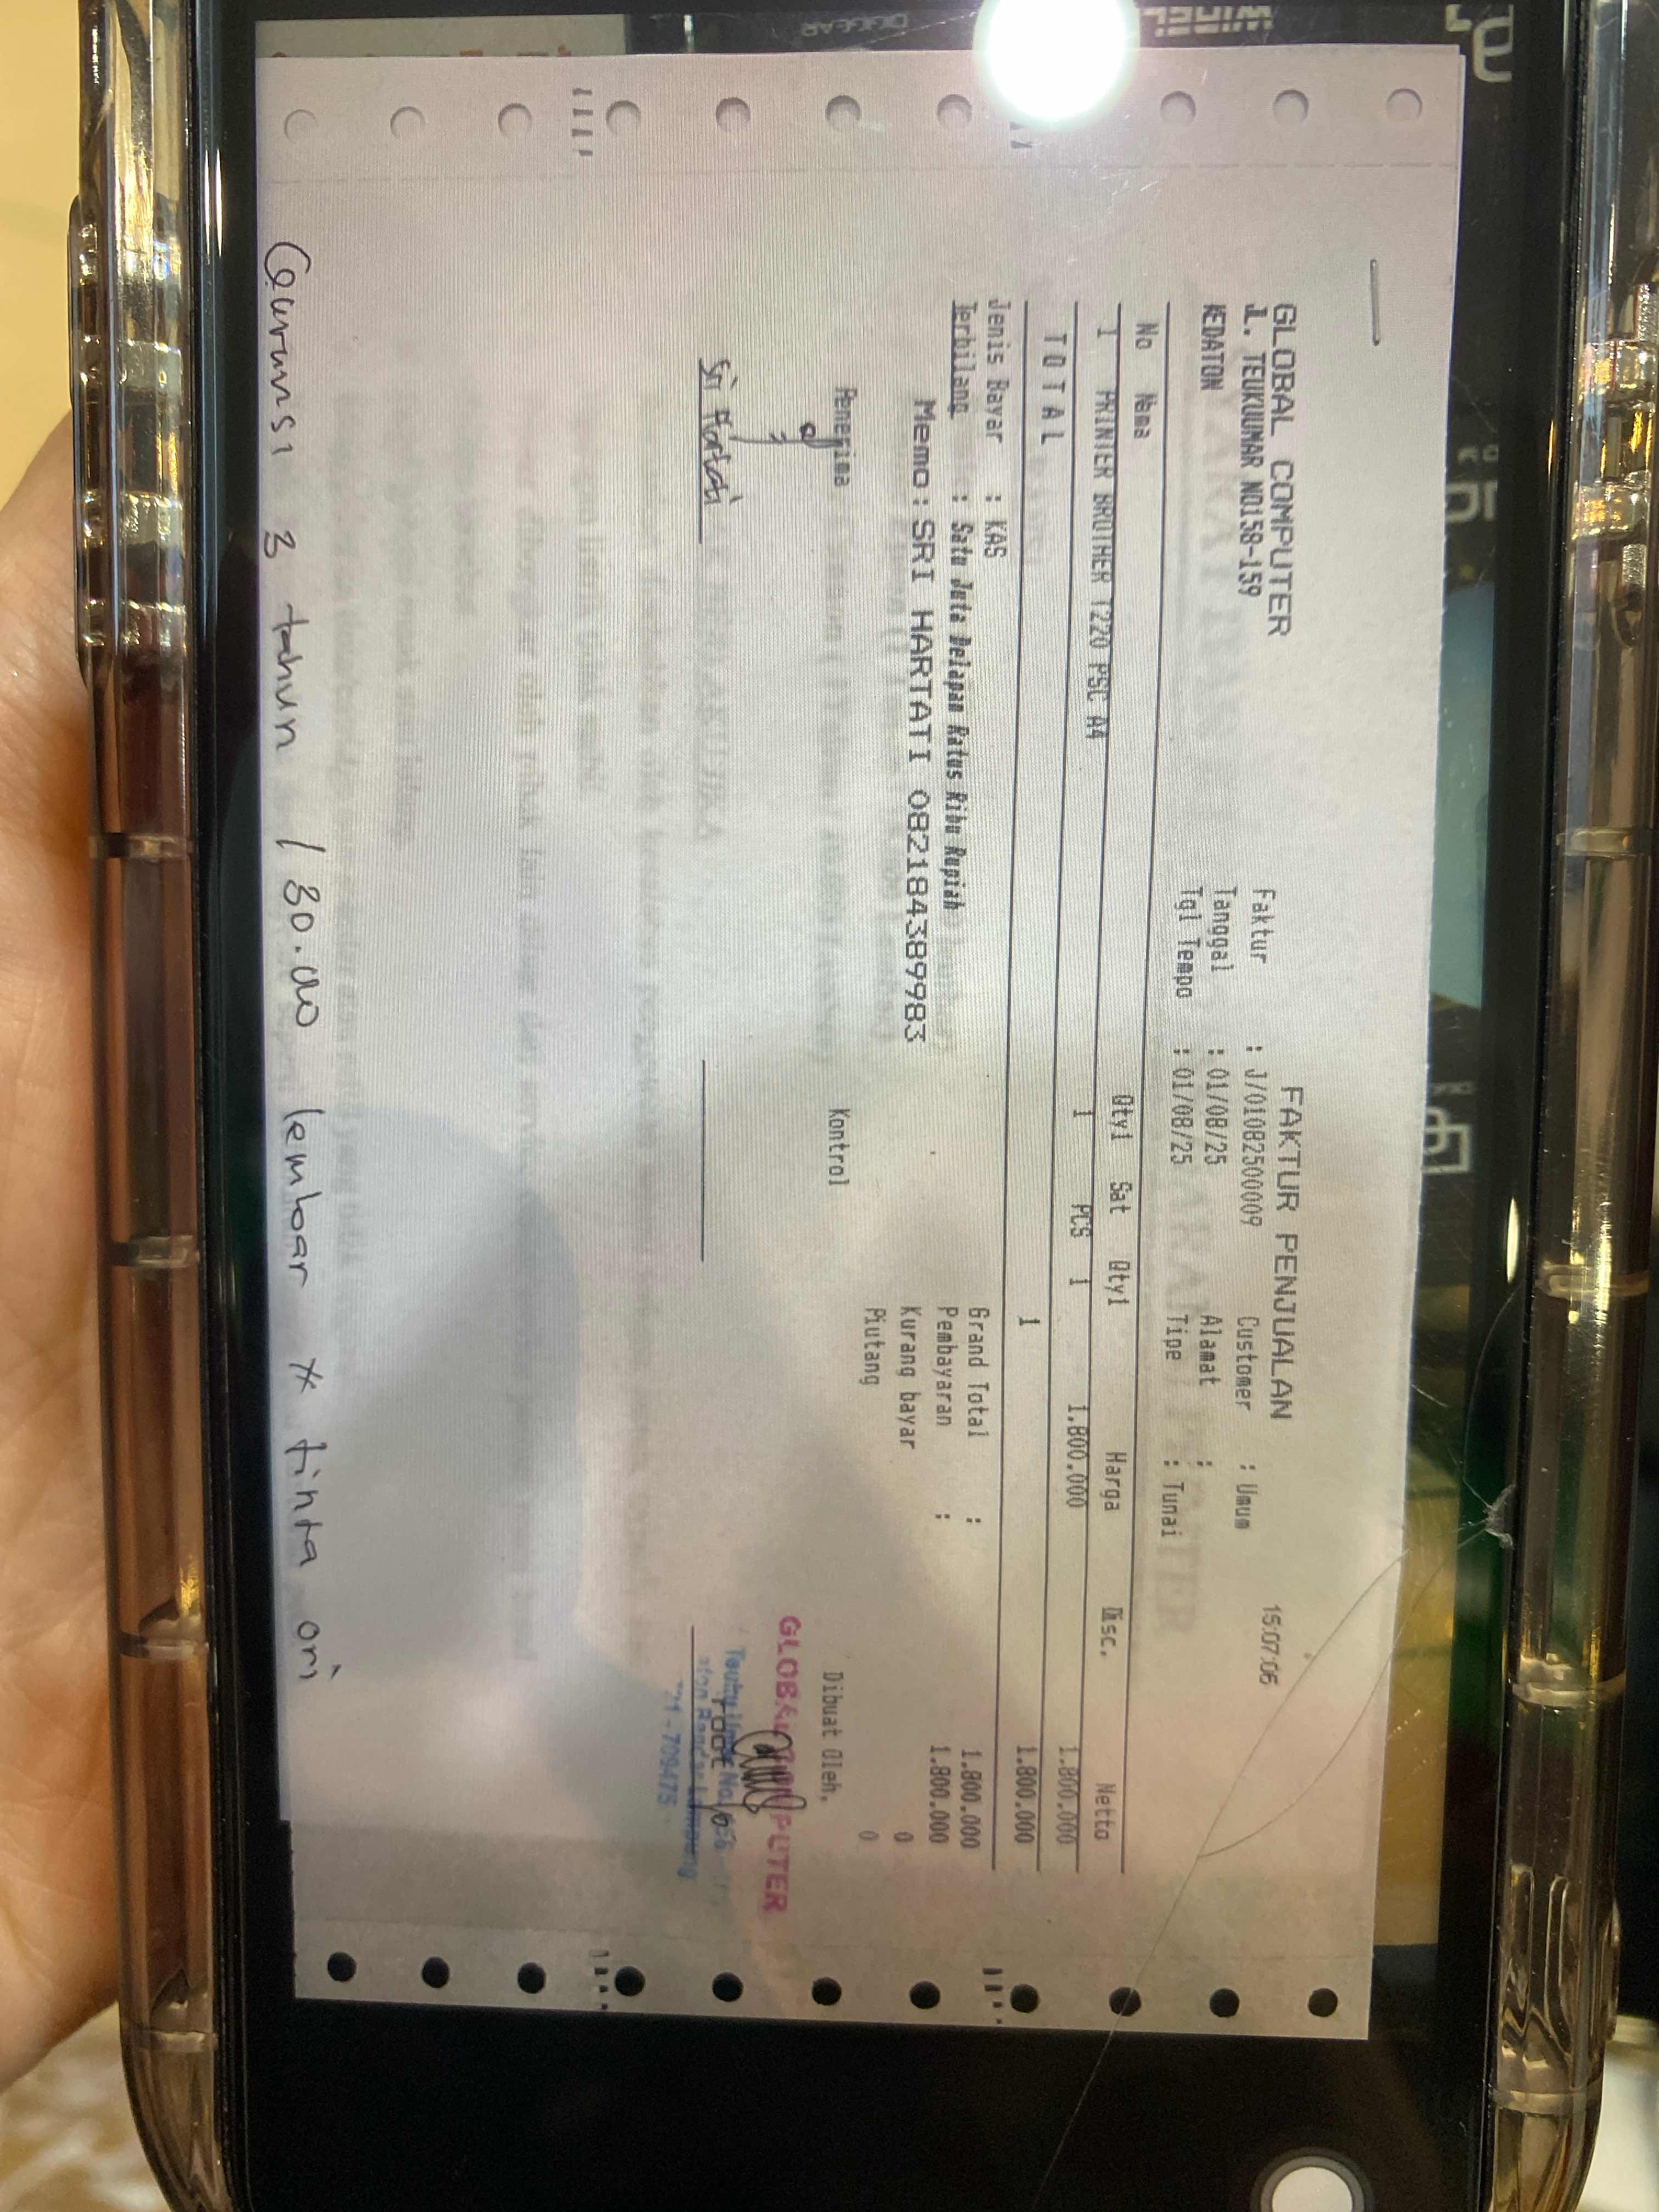 GLOBAL COMPUTER
JL. TEUKUUMAR NO158-159
KEDATON
FAKTUR PENJUALAN
15:07:06
Faktur : J/01082500009
Tanggal : 01/08/25
Tgl Tempo : 01/08/25
Customer : Umum
Alamat :
Tipe : Tunai
No Nama Qty1 Sat Qty1 Harga Disc. Netto
1 PRINTER BROTHER T220 PSC A4 1 PCS 1 1.800.000 1.800.000
T O T A L 1 1.800.000
Jenis Bayar : KAS
Terbilang : Satu Juta Delapan Ratus Ribu Rupiah
Memo : SRI HARTATI 082184389983
Grand Total : 1.800.000
Pembayaran : 1.800.000
Kurang bayar 0
Piutang 0
Penerima Kontrol Dibuat Oleh,
Sri Hartati
GLOBAL COMPUTER
Garansi 3 tahun / 30.000 lembar * tinta ori